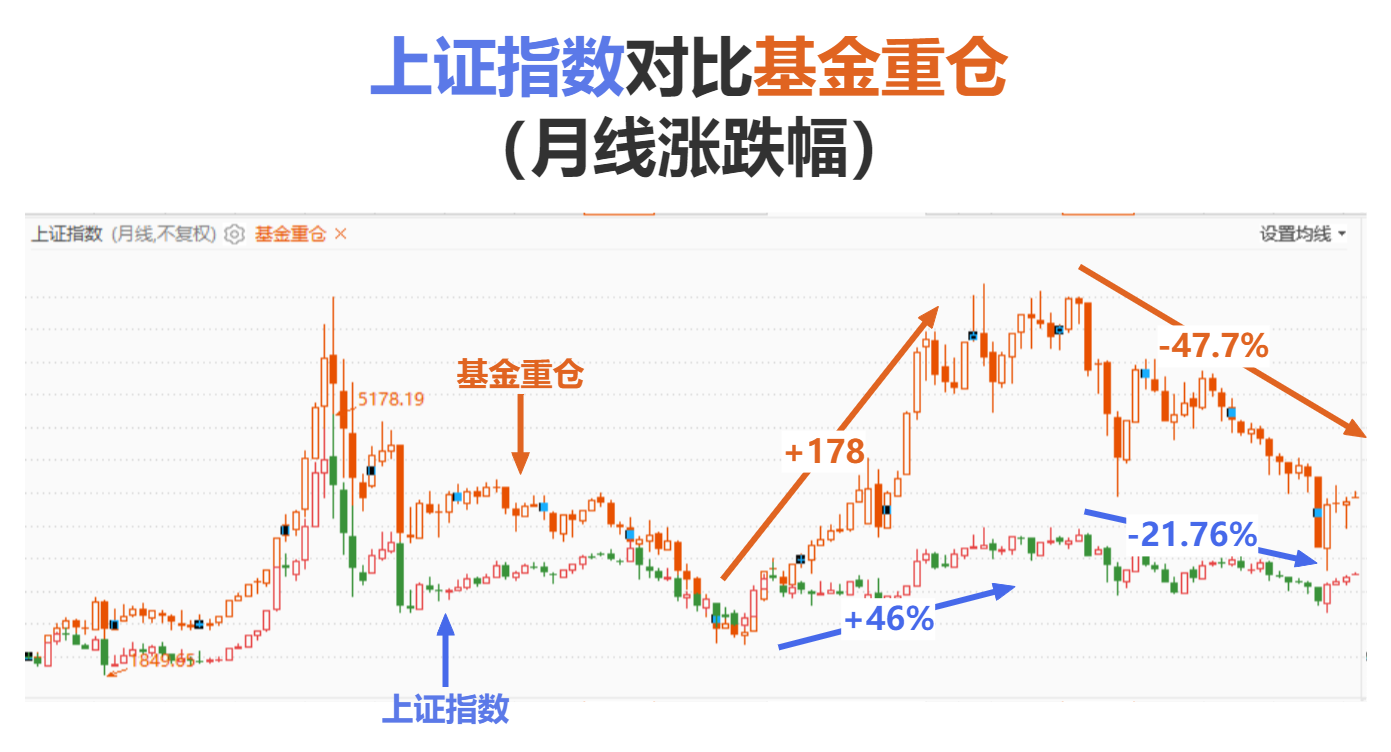 上证指数对比基金重仓
（月线涨跌幅）
上证指数 (月线,不复权) 基金重仓 ×
设置均线
-47.7%
基金重仓
5178.19
+178
-21.76%
+46%
1849.65
上证指数